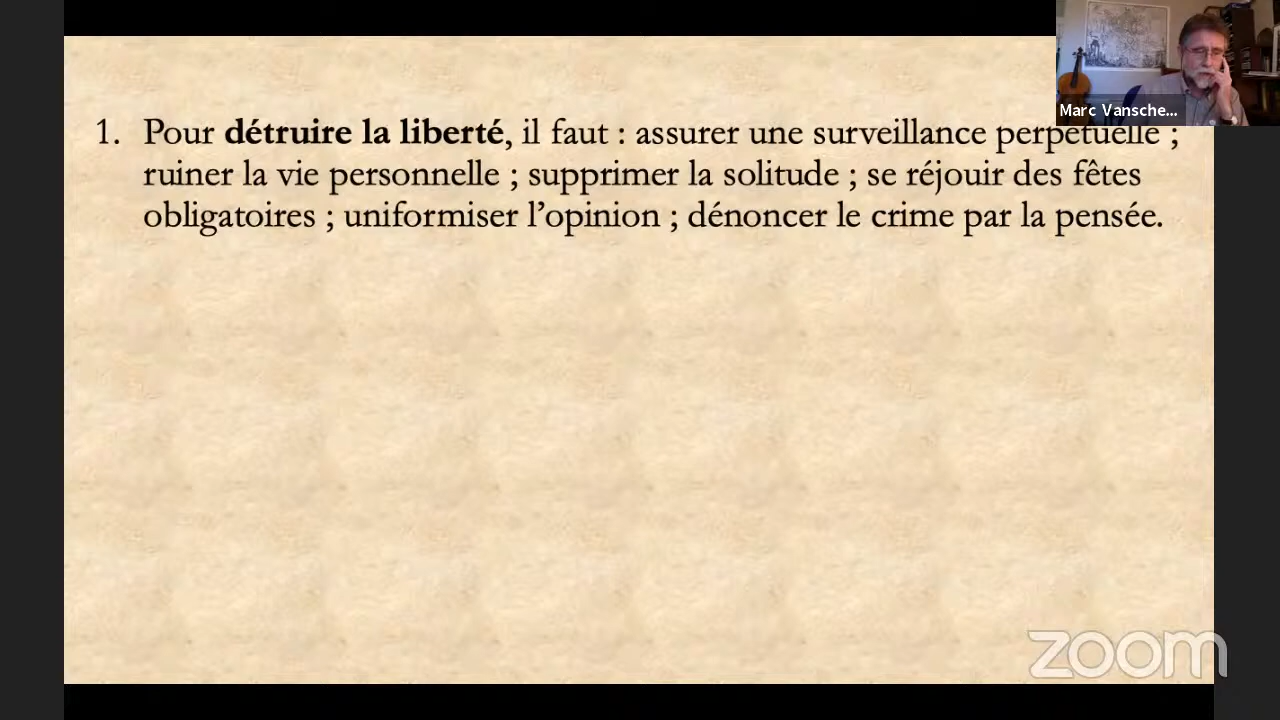 Marc Vansche...
1. Pour détruire la liberté, il faut : assurer une surveillance perpétuelle ;
ruiner la vie personnelle ; supprimer la solitude ; se réjouir des fêtes
obligatoires ; uniformiser l’opinion ; dénoncer le crime par la pensée.
zoom